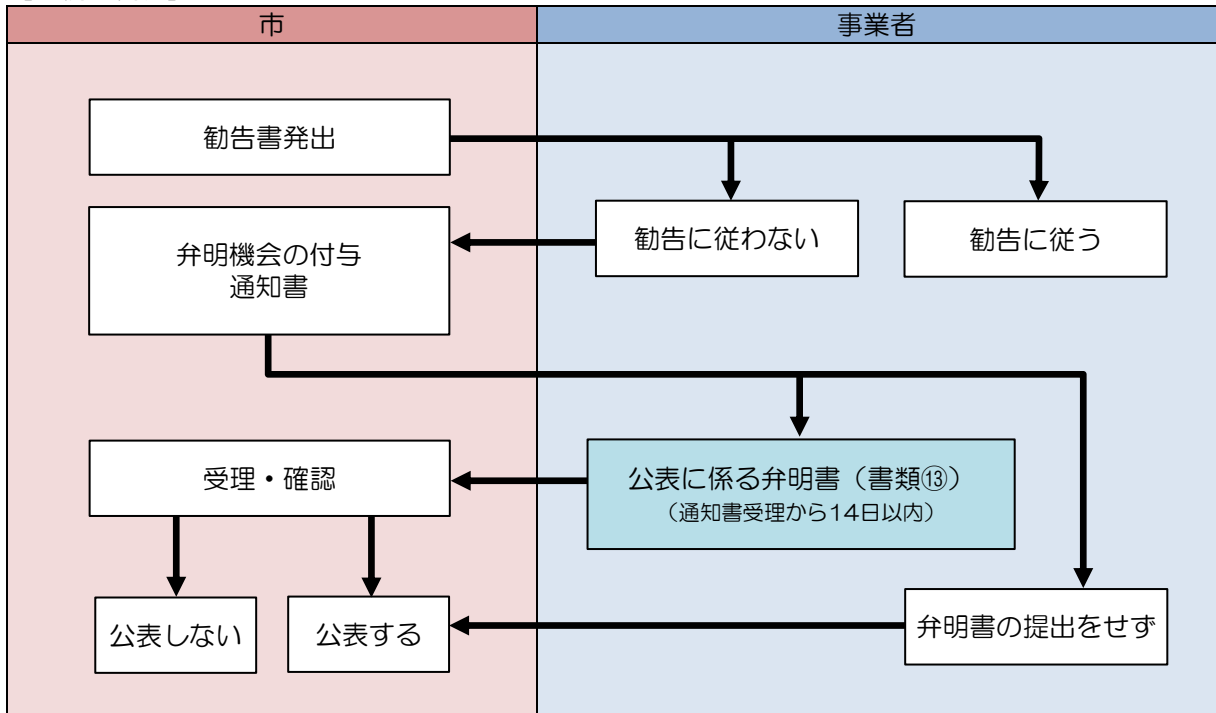 市
事業者
勧告書発出
勧告に従わない
勧告に従う
弁明機会の付与
通知書
受理・確認
公表に係る弁明書（書類⑬）
（通知書受理から14日以内）
公表しない
公表する
弁明書の提出をせず